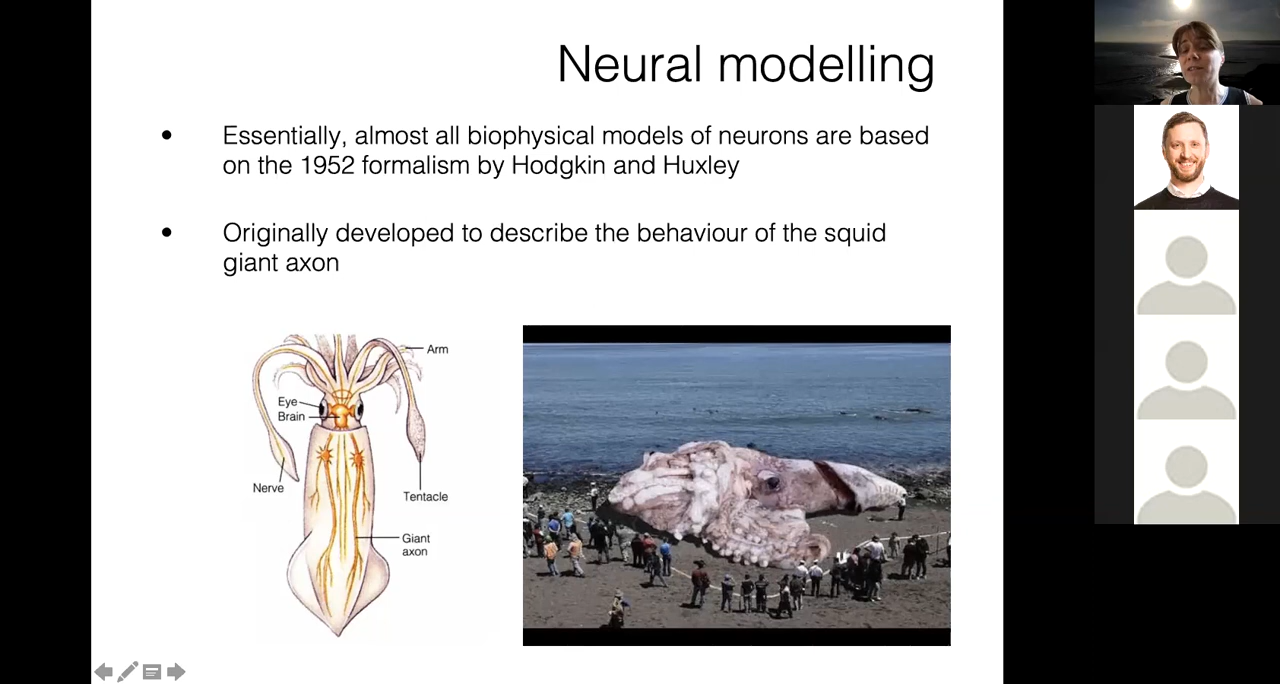 Neural modelling
Essentially, almost all biophysical models of neurons are based
on the 1952 formalism by Hodgkin and Huxley
Originally developed to describe the behaviour of the squid
giant axon
Arm
Eye
Brain
Nerve
Tentacle
Giant
axon